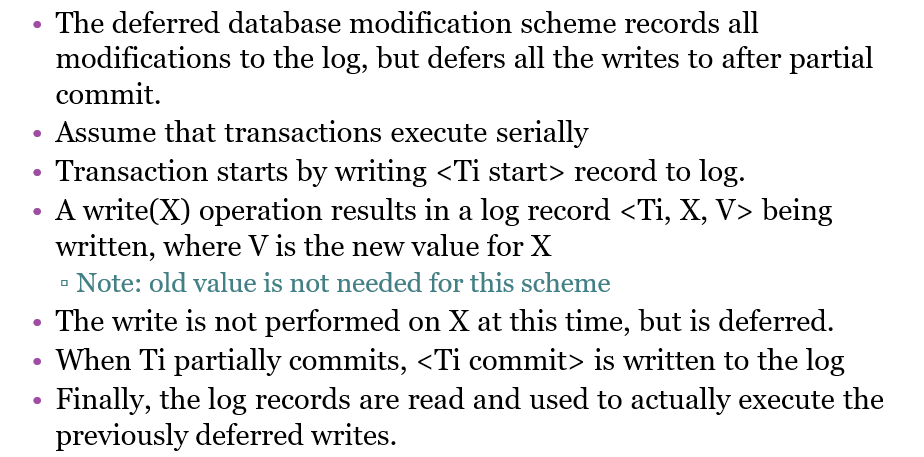 • The deferred database modification scheme records all
modifications to the log, but defers all the writes to after partial
commit.
• Assume that transactions execute serially
• Transaction starts by writing <Ti start> record to log.
• A write(X) operation results in a log record <Ti, X, V> being
written, where V is the new value for X
▫ Note: old value is not needed for this scheme
• The write is not performed on X at this time, but is deferred.
• When Ti partially commits, <Ti commit> is written to the log
• Finally, the log records are read and used to actually execute the
previously deferred writes.